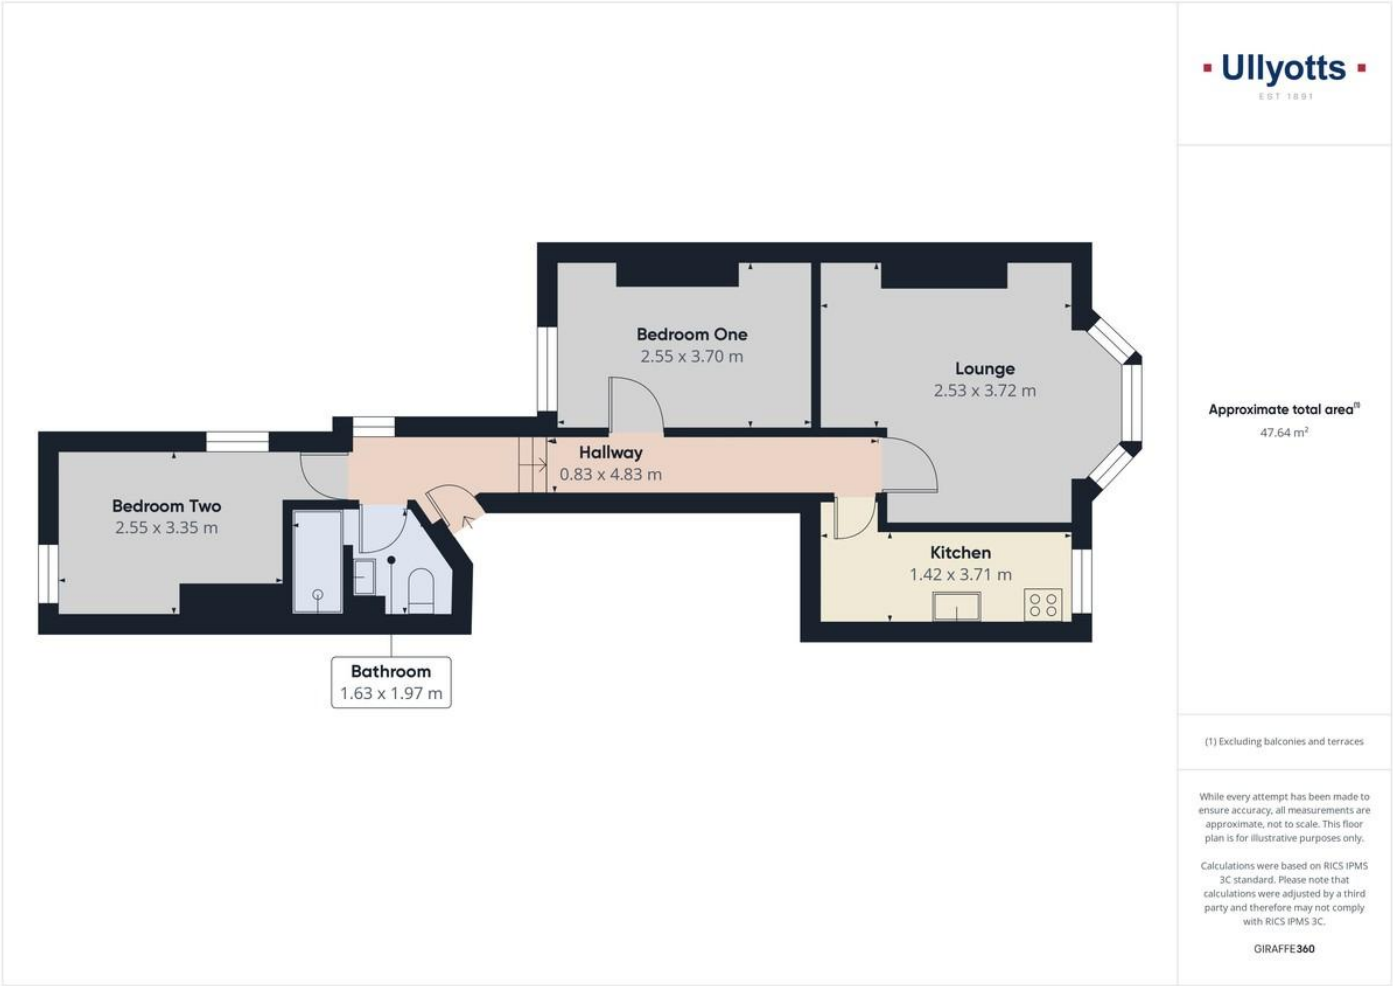 Ullyotts
EST 1891
Bedroom One
2.55 x 3.70 m
Lounge
2.53 x 3.72 m
Hallway
0.83 x 4.83 m
Bedroom Two
2.55 x 3.35 m
Kitchen
1.42 x 3.71 m
Bathroom
1.63 x 1.97 m
Approximate total area(1)
47.64 m²
(1) Excluding balconies and terraces
While every attempt has been made to
ensure accuracy, all measurements are
approximate, not to scale. This floor
plan is for illustrative purposes only.
Calculations were based on RICS IPMS
3C standard. Please note that
calculations were adjusted by a third
party and therefore may not comply
with RICS IPMS 3C.
GIRAFFE360